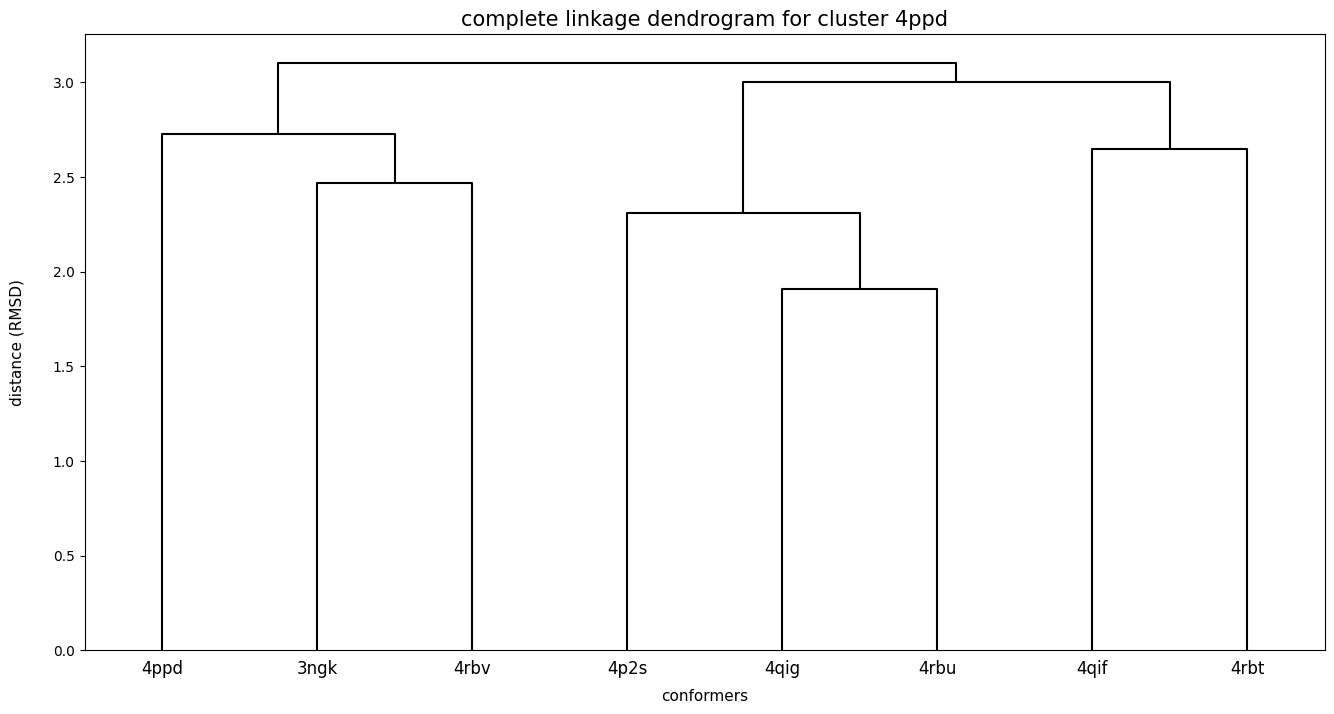 complete linkage dendrogram for cluster 4ppd
distance (RMSD)
3.0
2.5
2.0
1.5
1.0
0.5
0.0
4ppd 3ngk 4rbv 4p2s 4qig 4rbu 4qif 4rbt
conformers